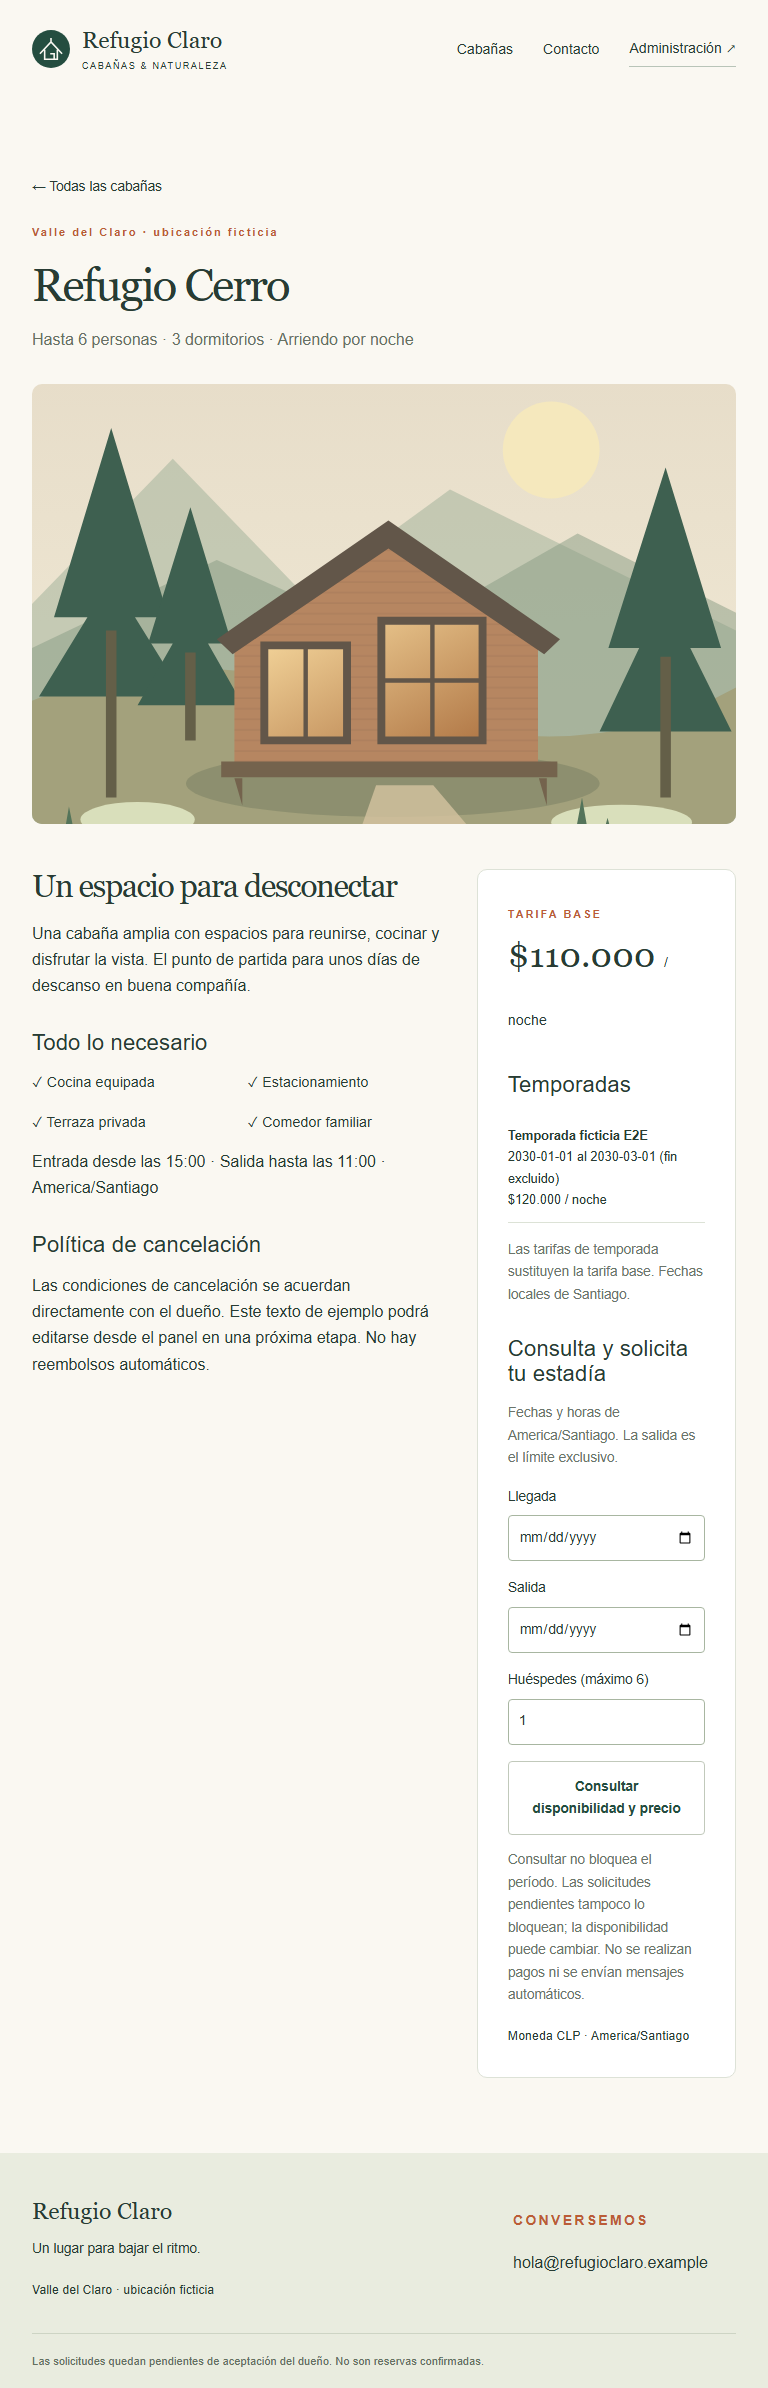 Refugio Claro
CABAÑAS & NATURALEZA
Cabañas
Contacto
Administración ↗
← Todas las cabañas
Valle del Claro · ubicación ficticia
Refugio Cerro
Hasta 6 personas · 3 dormitorios · Arriendo por noche
Un espacio para desconectar
Una cabaña amplia con espacios para reunirse, cocinar y
disfrutar la vista. El punto de partida para unos días de
descanso en buena compañía.
Todo lo necesario
✓ Cocina equipada
✓ Estacionamiento
✓ Terraza privada
✓ Comedor familiar
Entrada desde las 15:00 · Salida hasta las 11:00 ·
America/Santiago
Política de cancelación
Las condiciones de cancelación se acuerdan
directamente con el dueño. Este texto de ejemplo podrá
editarse desde el panel en una próxima etapa. No hay
reembolsos automáticos.
TARIFA BASE
$110.000 /
noche
Temporadas
Temporada ficticia E2E
2030-01-01 al 2030-03-01 (fin
excluido)
$120.000 / noche
Las tarifas de temporada
sustituyen la tarifa base. Fechas
locales de Santiago.
Consulta y solicita
tu estadía
Fechas y horas de
America/Santiago. La salida es
el límite exclusivo.
Llegada
mm/dd/yyyy
Salida
mm/dd/yyyy
Huéspedes (máximo 6)
1
Consultar
disponibilidad y precio
Consultar no bloquea el
período. Las solicitudes
pendientes tampoco lo
bloquean; la disponibilidad
puede cambiar. No se realizan
pagos ni se envían mensajes
automáticos.
Moneda CLP · America/Santiago
Refugio Claro
Un lugar para bajar el ritmo.
Valle del Claro · ubicación ficticia
CONVERSEMOS
hola@refugioclaro.example
Las solicitudes quedan pendientes de aceptación del dueño. No son reservas confirmadas.